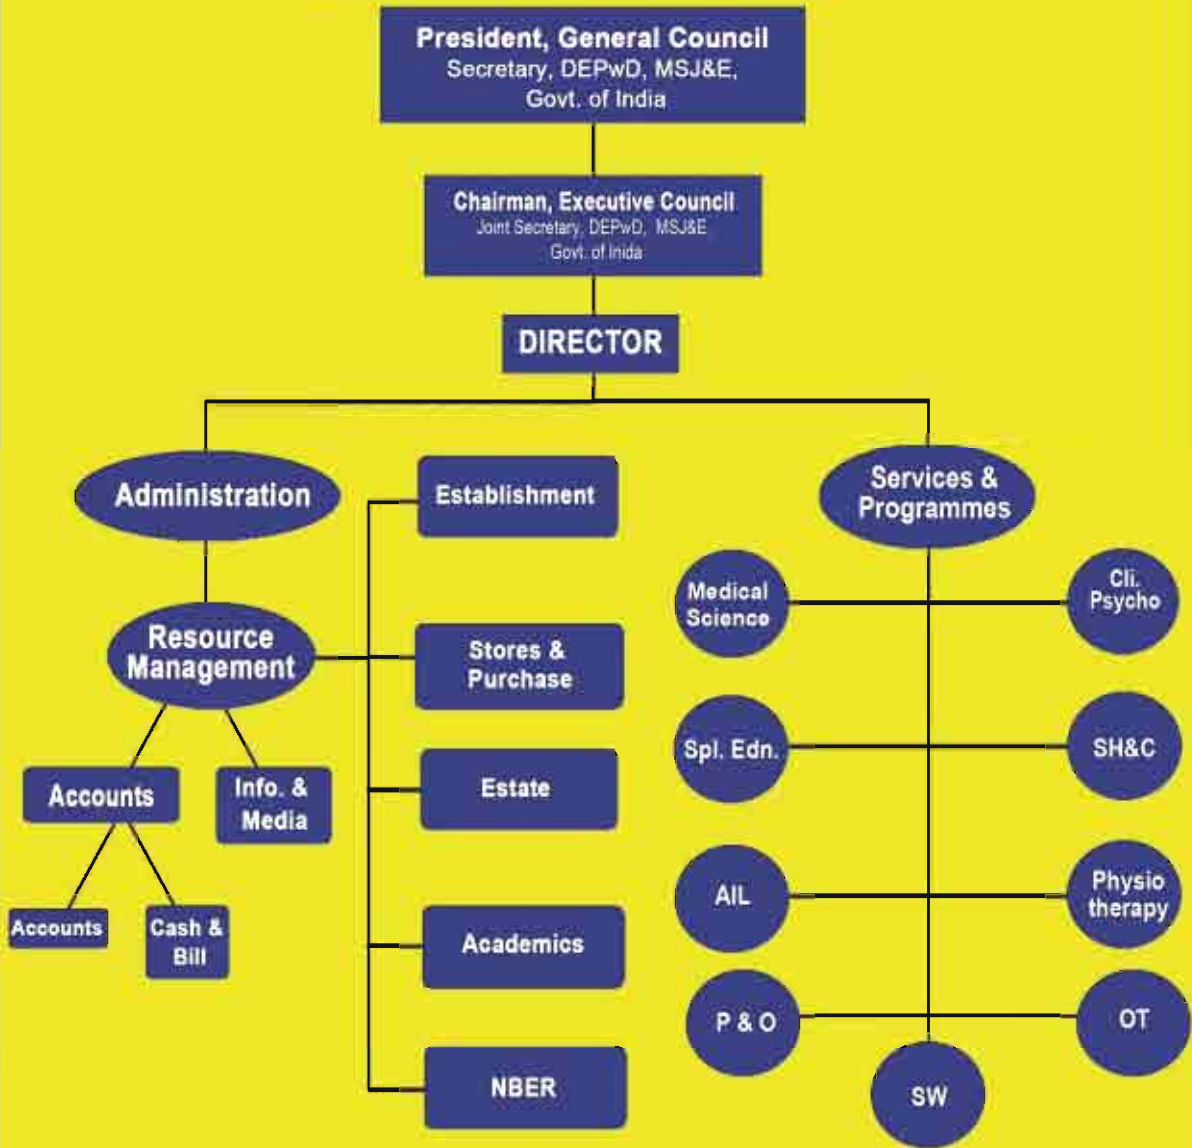 President, General Council
Secretary, DEPwD, MSJ&E,
Govt. of India
Chairman, Executive Council
Joint Secretary, DEPwD, MSJ&E
Govt. of Inida
DIRECTOR
Administration
Resource
Management
Accounts
Info. &
Media
Accounts
Cash &
Bill
Establishment
Stores &
Purchase
Estate
Academics
NBER
Services &
Programmes
Medical
Science
Cli.
Psycho
Spl. Edn.
SH&C
AIL
Physio
therapy
P & O
OT
SW